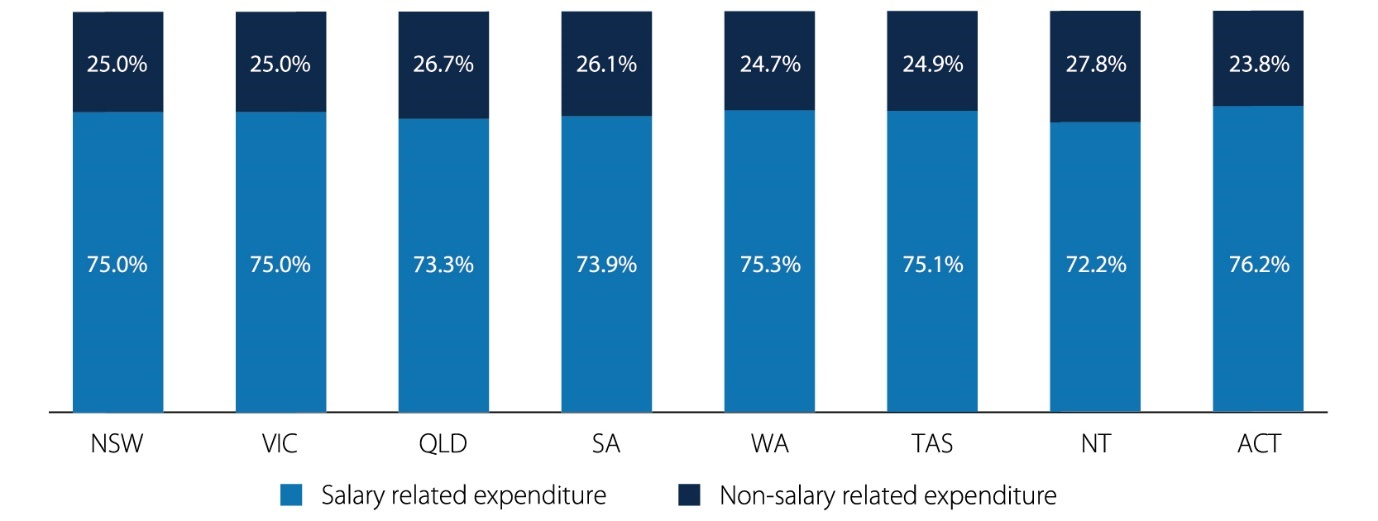 25.0% 25.0% 26.7% 26.1% 24.7% 24.9% 27.8% 23.8%
75.0% 75.0% 73.3% 73.9% 75.3% 75.1% 72.2% 76.2%
NSW VIC QLD SA WA TAS NT ACT
Salary related expenditure Non-salary related expenditure